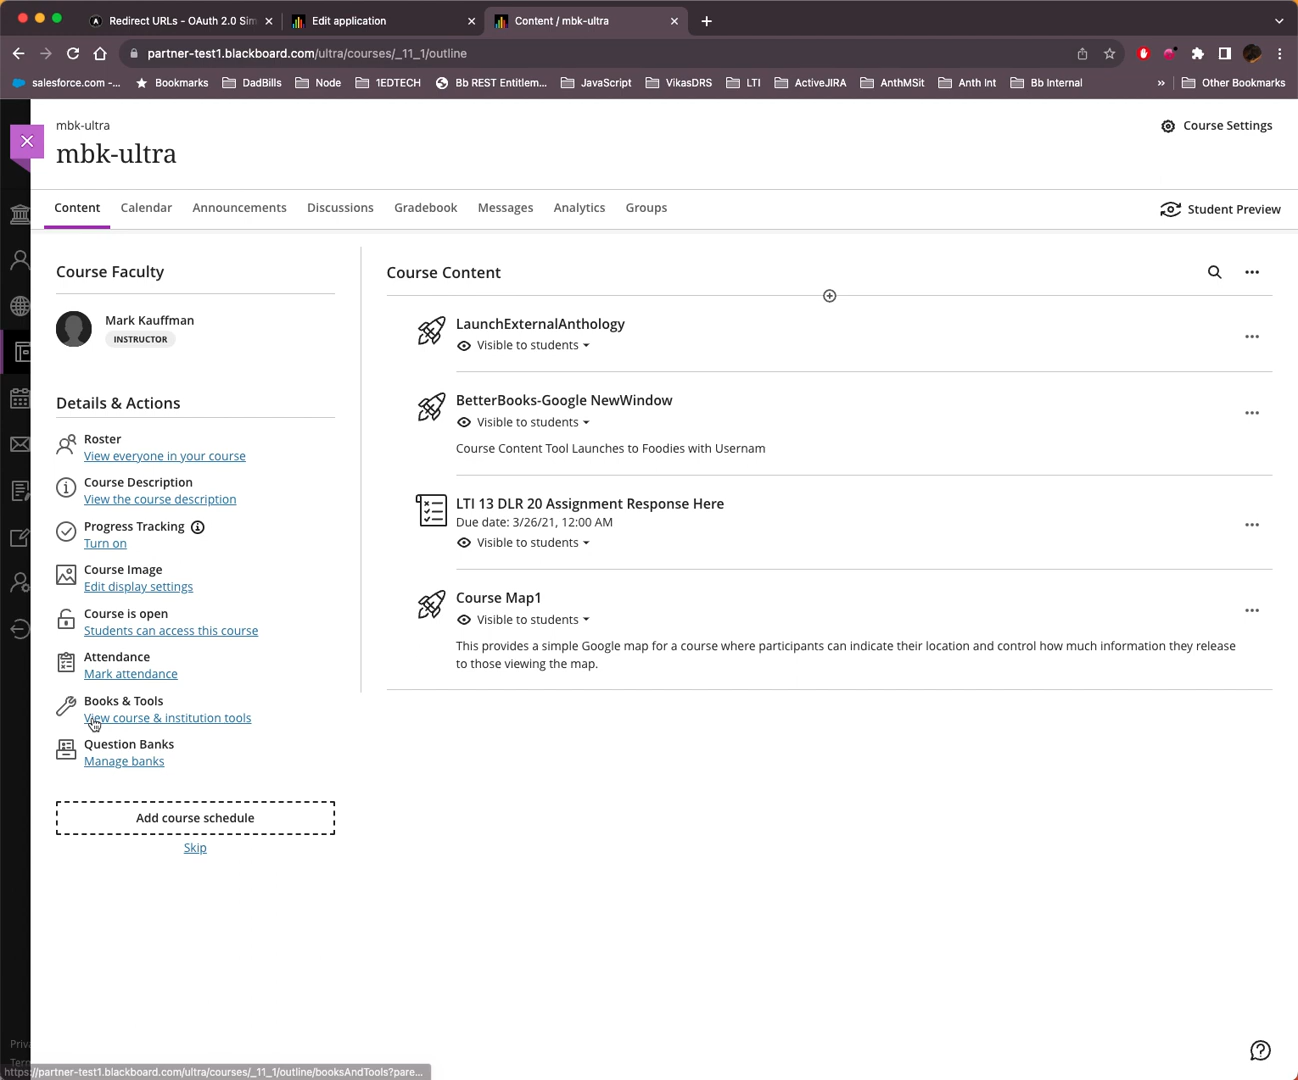 Redirect URLs - OAuth 2.0 Sim
Edit application
Content / mbk-ultra
partner-test1.blackboard.com/ultra/courses/_11_1/outline
salesforce.com -...
Bookmarks
DadBills
Node
1EDTECH
Bb REST Entitlem...
JavaScript
VikasDRS
LTI
ActiveJIRA
AnthMSit
Anth Int
Bb Internal
»
Other Bookmarks
mbk-ultra
mbk-ultra
Course Settings
Content
Calendar
Announcements
Discussions
Gradebook
Messages
Analytics
Groups
Student Preview
Course Faculty
Mark Kauffman
INSTRUCTOR
Details & Actions
Roster
View everyone in your course
Course Description
View the course description
Progress Tracking
Turn on
Course Image
Edit display settings
Course is open
Students can access this course
Attendance
Mark attendance
Books & Tools
View course & institution tools
Question Banks
Manage banks
Add course schedule
Skip
Course Content
LaunchExternalAnthology
Visible to students
BetterBooks-Google NewWindow
Visible to students
Course Content Tool Launches to Foodies with Usernam
LTI 13 DLR 20 Assignment Response Here
Due date: 3/26/21, 12:00 AM
Visible to students
Course Map1
Visible to students
This provides a simple Google map for a course where participants can indicate their location and control how much information they release
to those viewing the map.
https://partner-test1.blackboard.com/ultra/courses/_11_1/outline/booksAndTools?pare...